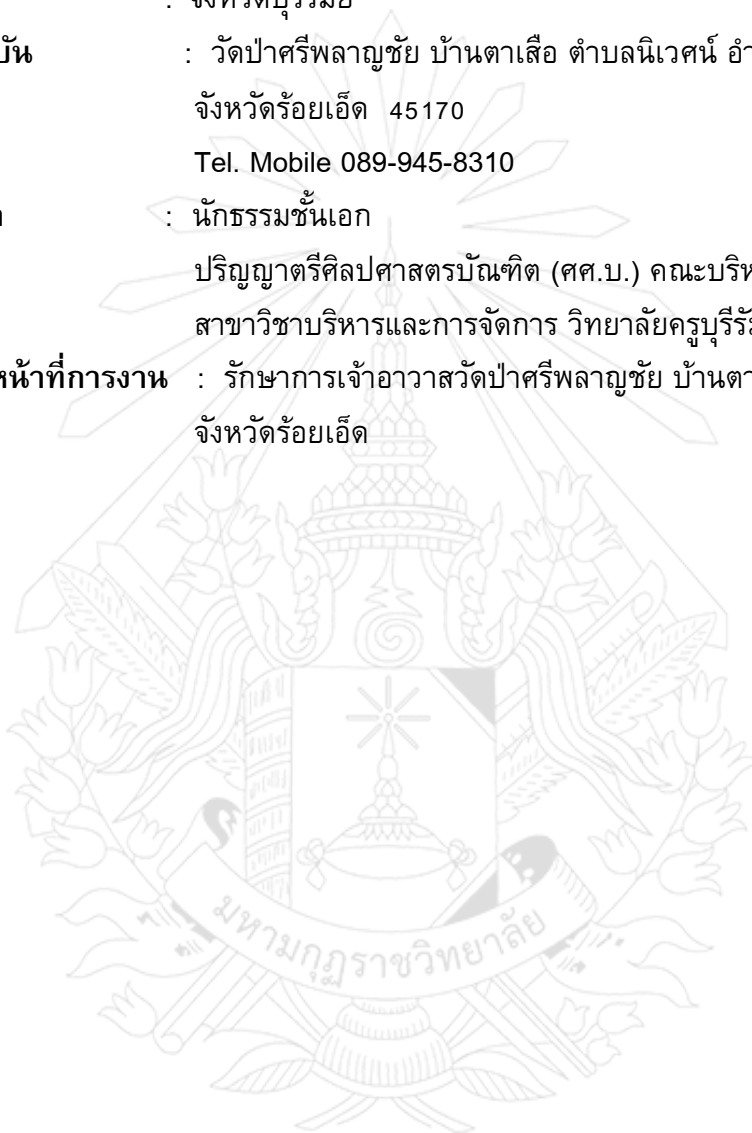 : จังหวัดบุรีรัมย์
บัน : วัดป่าศรีพลาญชัย บ้านตาเสือ ตำบลนิเวศน์
จังหวัดร้อยเอ็ด 45170
Tel. Mobile 089-945-8310
: นักธรรมชั้นเอก
ปริญญาตรีศิลปศาสตรบัณฑิต (ศศ.บ.) คณะบริห
สาขาวิชาบริหารและการจัดการ วิทยาลัยครูบุรีรั
หน้าที่การงาน : รักษาการเจ้าอาวาสวัดป่าศรีพลาญชัย บ้านตา
จังหวัดร้อยเอ็ด
มหามกุฏราชวิทยาลัย